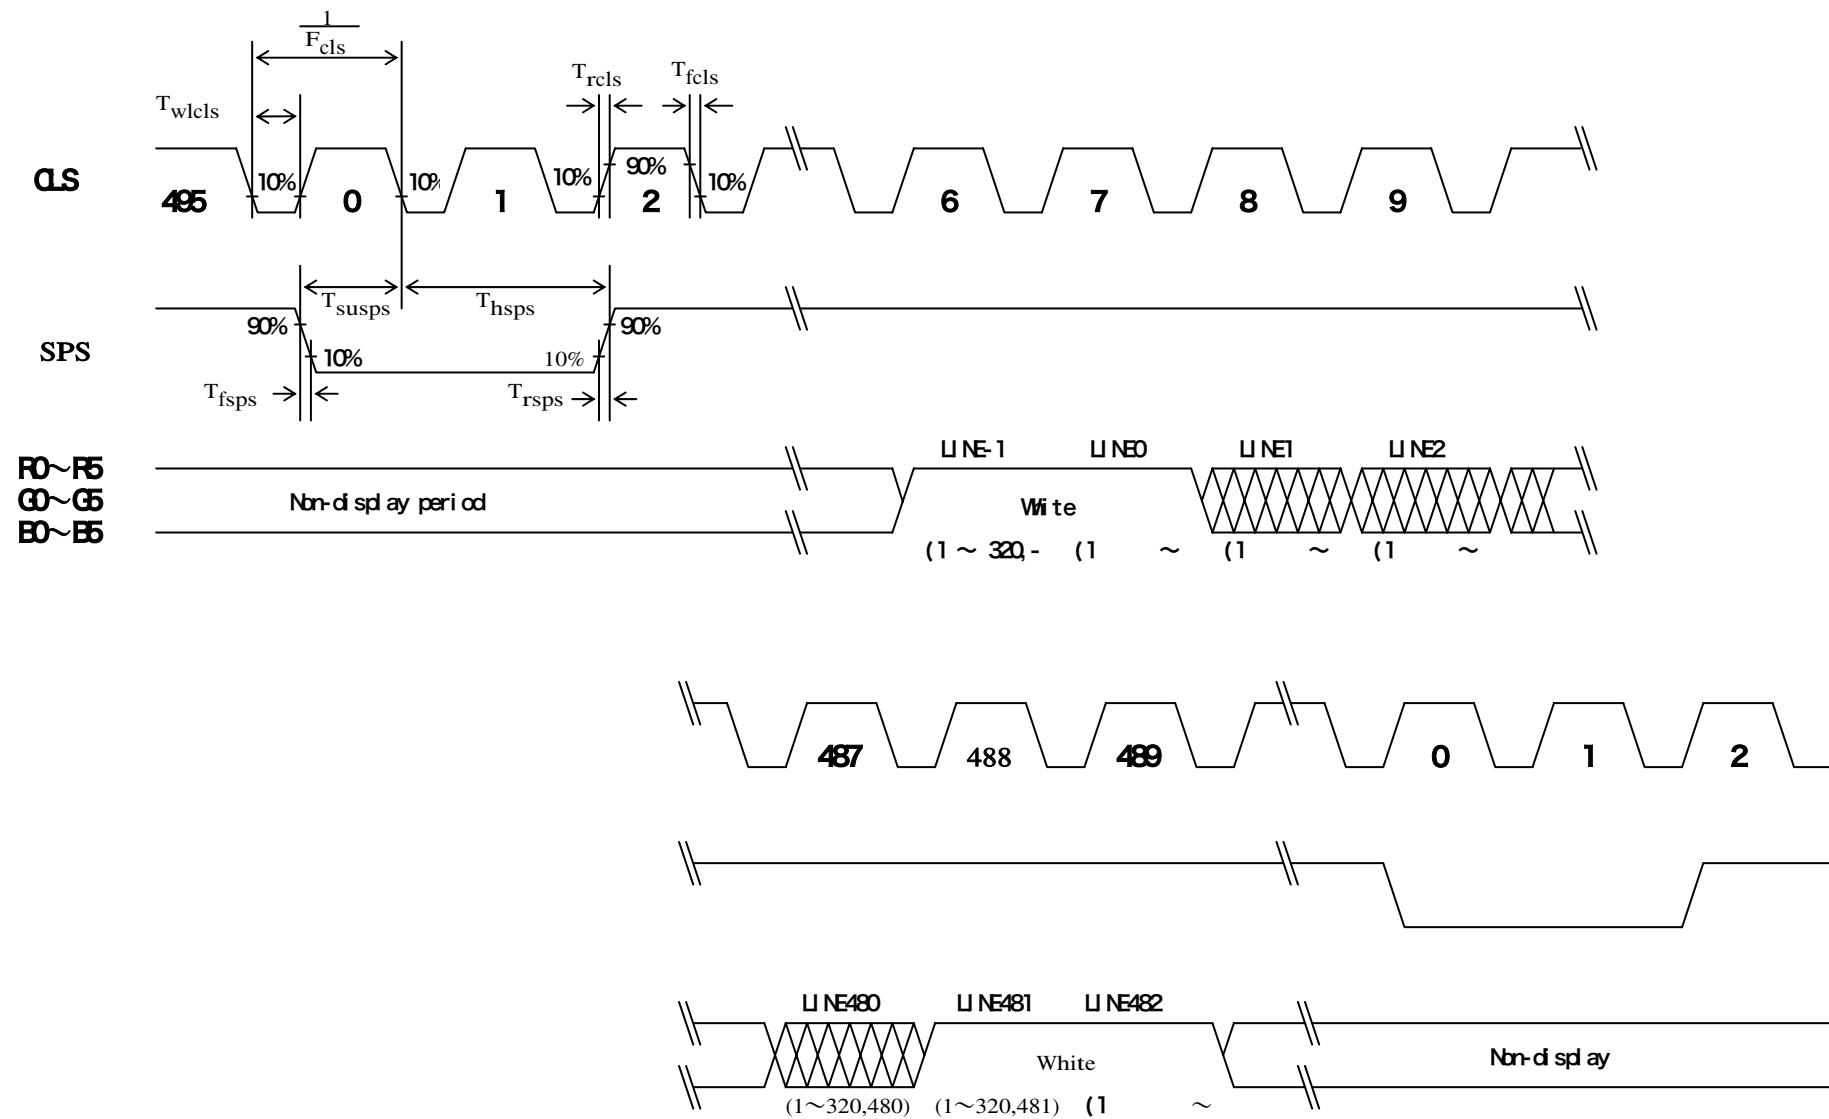 1
Fcls
Trcls
Tfcls
Twlcls
CLS
10%
10%
10%
90%
10%
495
0
1
2
6
7
8
9
Tsusps
Thsps
90%
90%
SPS
10%
10%
Tfsps
Trsps
LINE-1
LINE0
LINE1
LINE2
R0～R5
G0～G5
B0～B5
Non-display period
White
(1 ～ 320,-
(1 ～
(1 ～
(1 ～
487
488
489
0
1
2
LINE480
LINE481
LINE482
White
Non-display
(1～320,480)
(1～320,481)
(1 ～